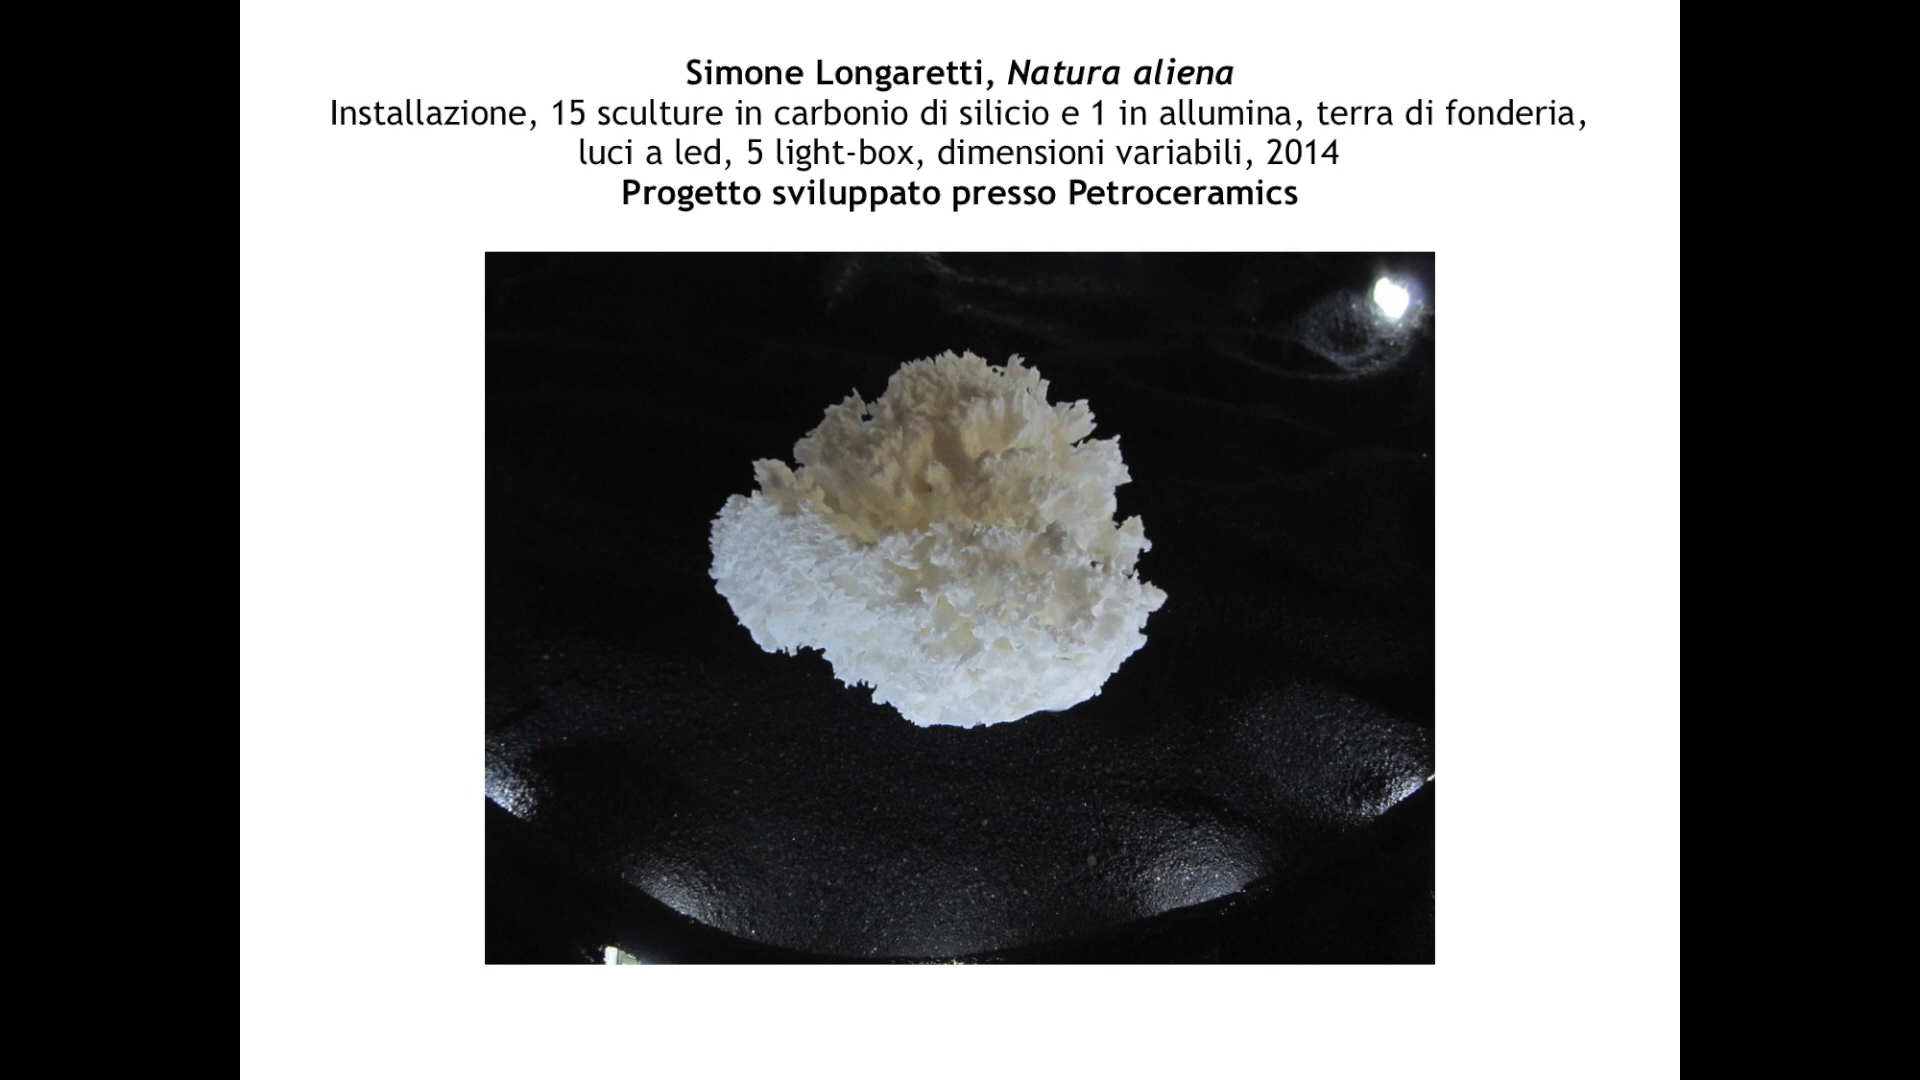 Simone Longaretti, Natura aliena
Installazione, 15 sculture in carbonio di silicio e 1 in allumina, terra di fonderia,
luci a led, 5 light-box, dimensioni variabili, 2014
Progetto sviluppato presso Petroceramics